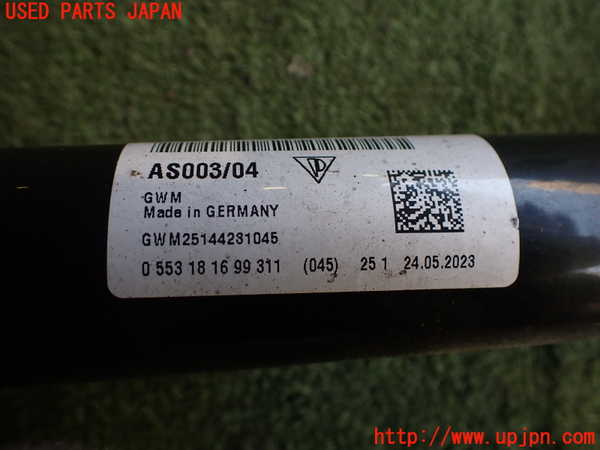 USED PARTS JAPAN
AS003/04
GWM
Made in GERMANY
GWM25144231045
0 553 18 16 99 311 (045) 25 1 24.05.2023
http://www.upjpn.com/